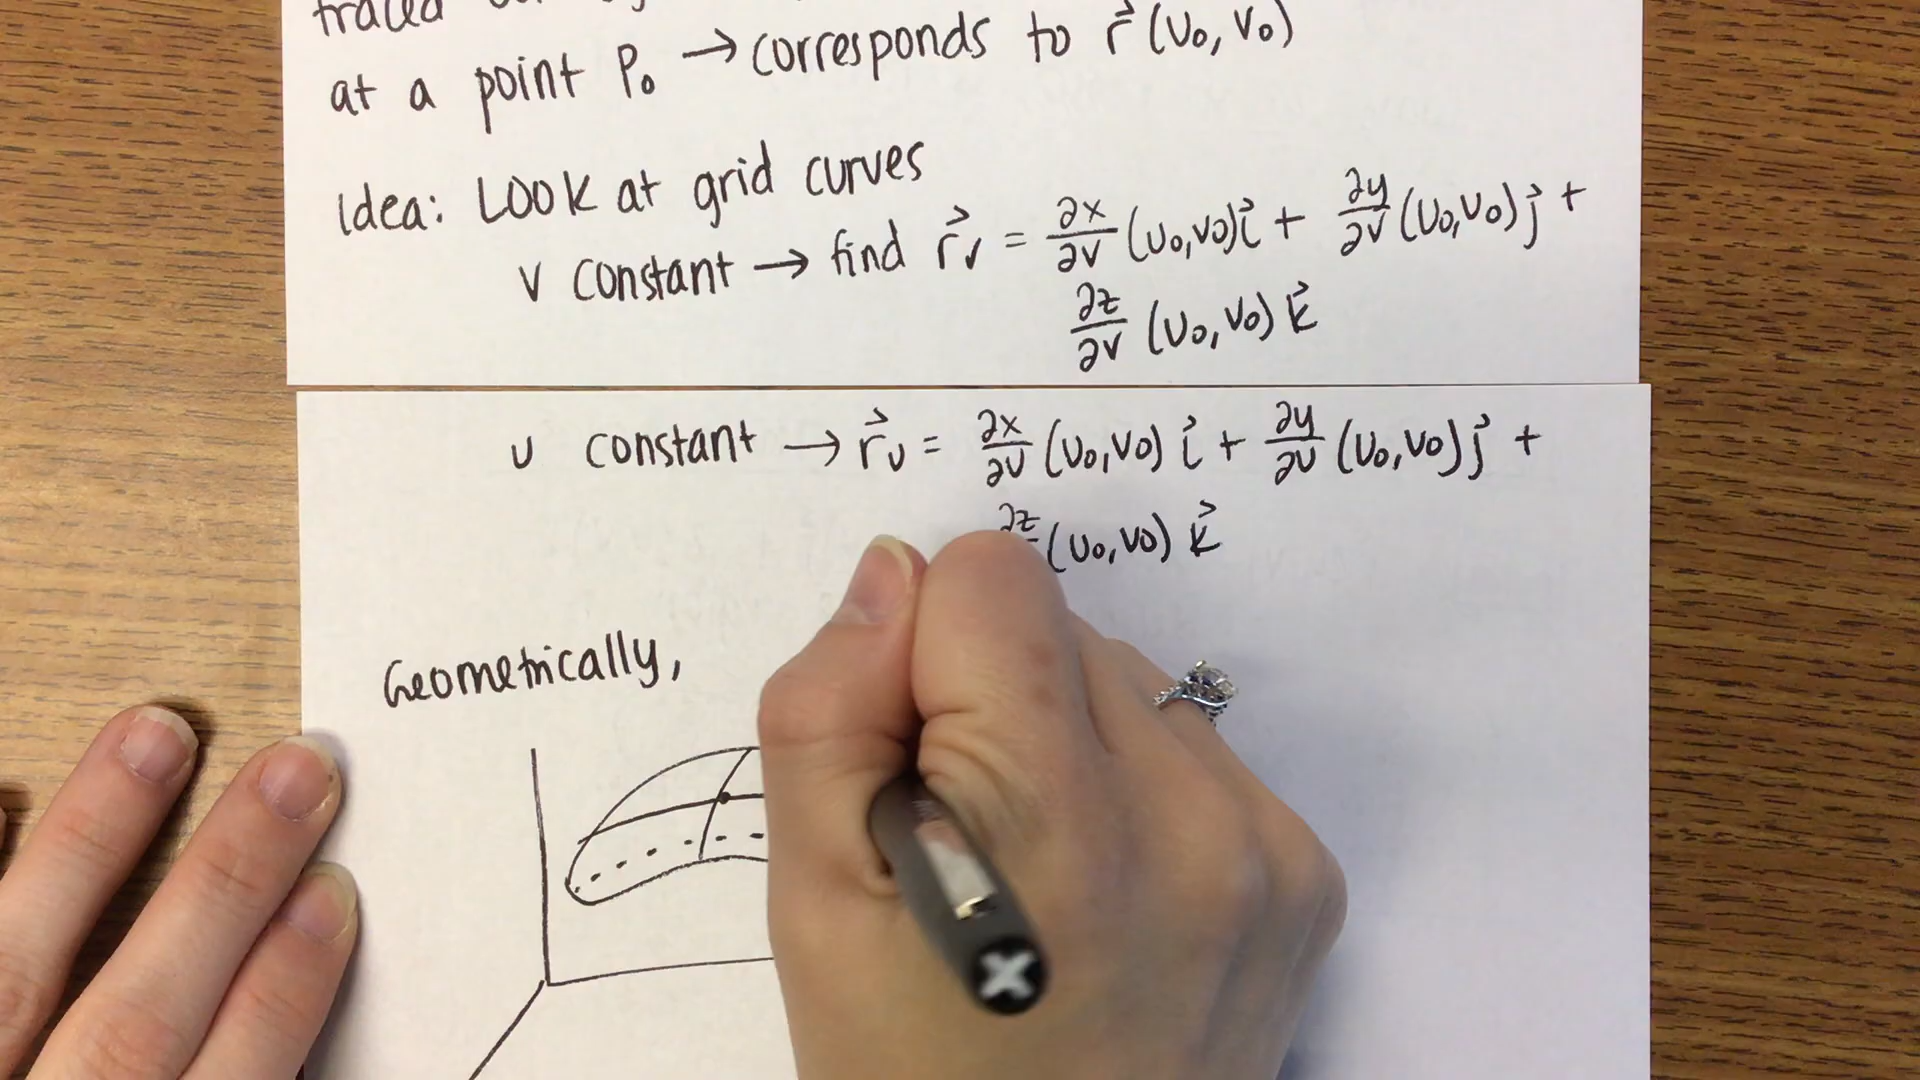 traced
at a point P₀ → corresponds to r⃗(u₀, v₀)
Idea: Look at grid curves
v constant → find r⃗ᵥ = ∂x/∂v (u₀,v₀)i⃗ + ∂y/∂v (u₀,v₀)j⃗ +
∂z/∂v (u₀,v₀) k⃗
u constant → r⃗ᵤ = ∂x/∂u (u₀,v₀) i⃗ + ∂y/∂u (u₀,v₀)j⃗ +
∂z (u₀,v₀) k⃗
Geometrically,